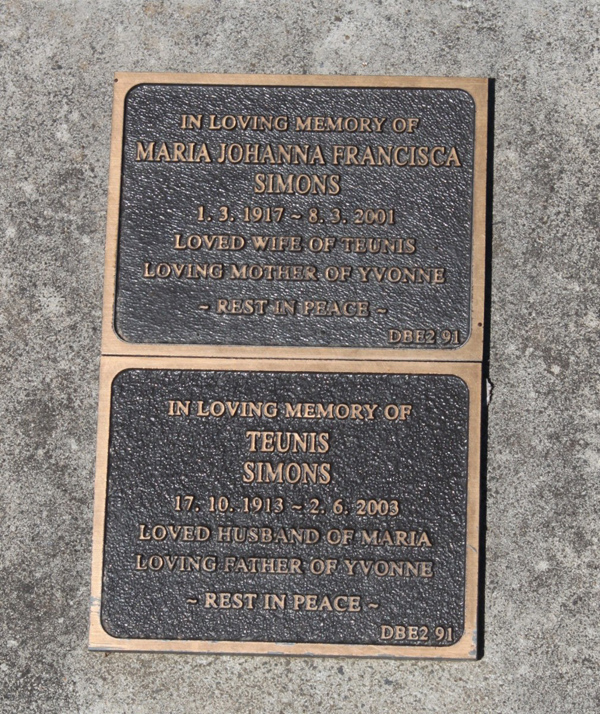 IN LOVING MEMORY OF
MARIA JOHANNA FRANCISCA
SIMONS
1. 3. 1917 ~ 8. 3. 2001
LOVED WIFE OF TEUNIS
LOVING MOTHER OF YVONNE
~ REST IN PEACE ~
DBE2 91
IN LOVING MEMORY OF
TEUNIS
SIMONS
17. 10. 1913 ~ 2. 6. 2003
LOVED HUSBAND OF MARIA
LOVING FATHER OF YVONNE
~ REST IN PEACE ~
DBE2 91